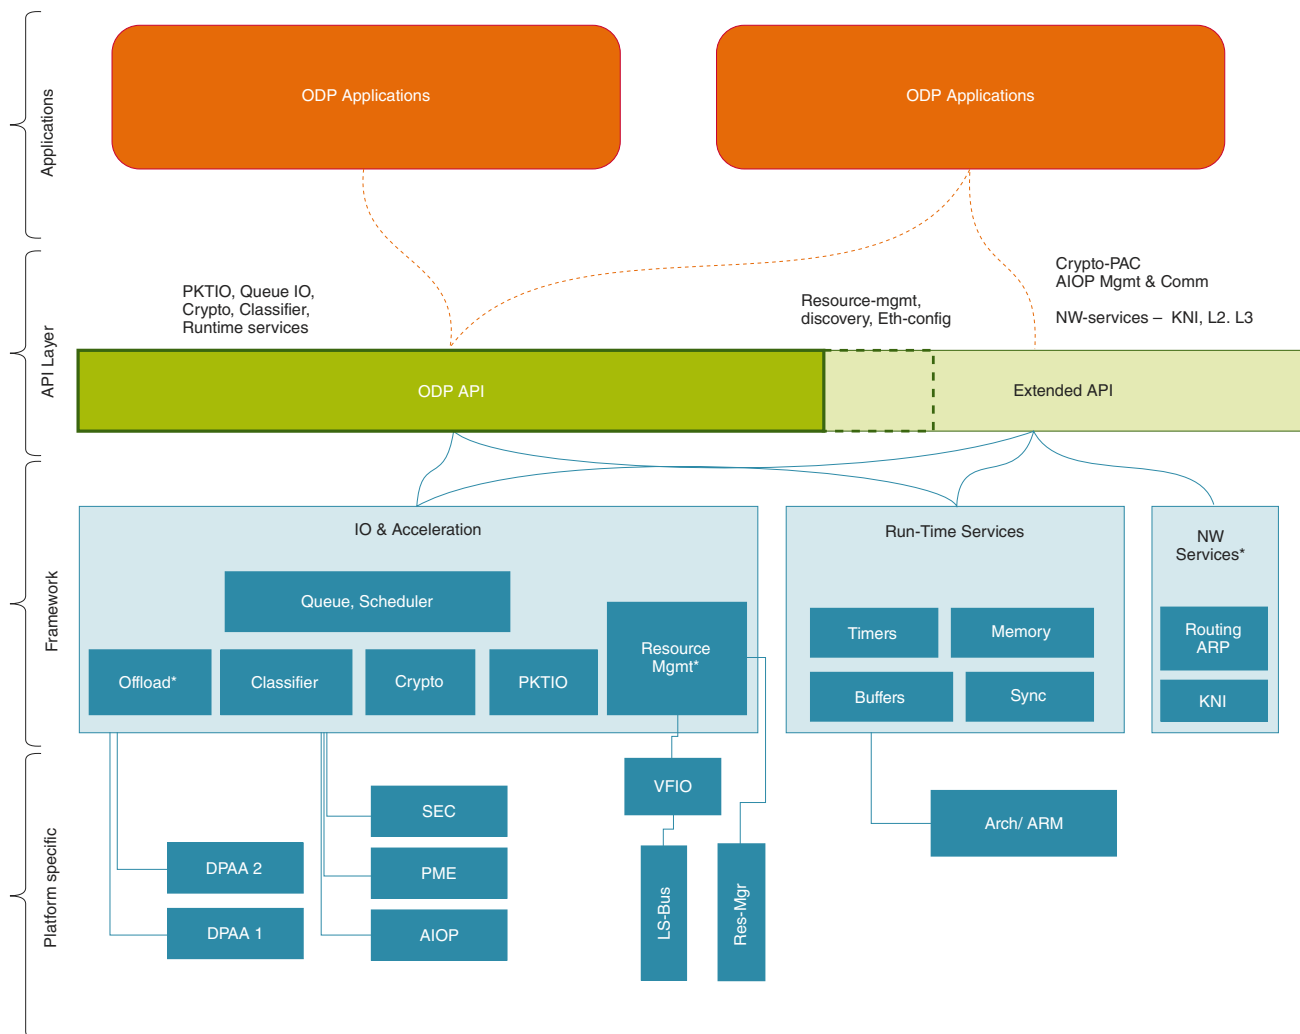 Applications
ODP Applications
ODP Applications
API Layer
PKTIO, Queue IO,
Crypto, Classifier,
Runtime services
Resource-mgmt,
discovery, Eth-config
Crypto-PAC
AIOP Mgmt & Comm
NW-services – KNI, L2. L3
ODP API
Extended API
Framework
IO & Acceleration
Queue, Scheduler
Resource
Mgmt*
Offload*
Classifier
Crypto
PKTIO
Run-Time Services
Timers
Memory
Buffers
Sync
NW
Services*
Routing
ARP
KNI
Platform specific
DPAA 2
DPAA 1
SEC
PME
AIOP
VFIO
LS-Bus
Res-Mgr
Arch/ ARM